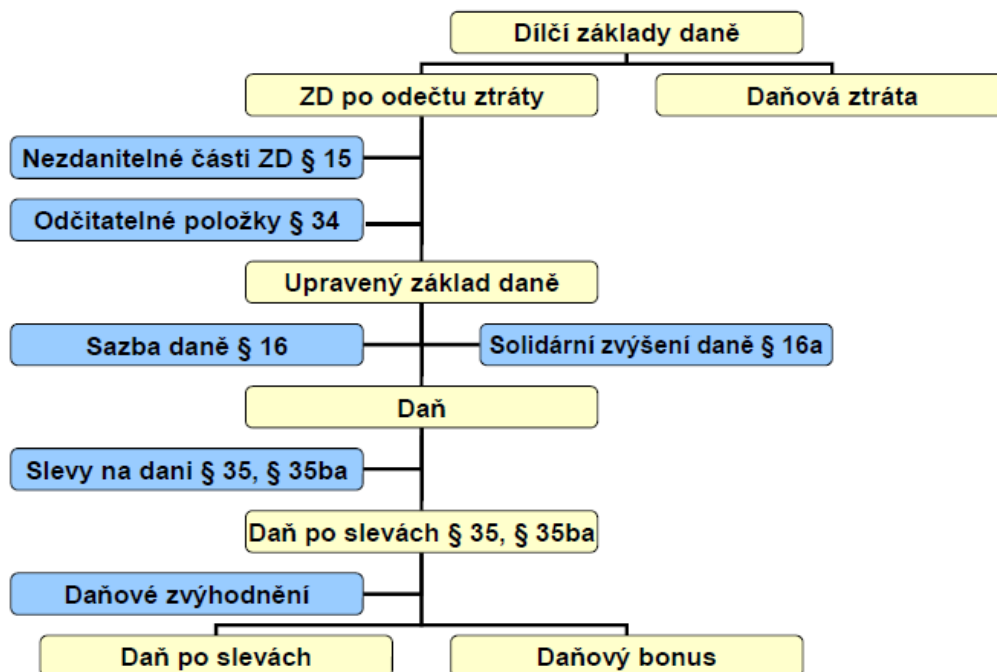 Dílčí základy daně
ZD po odečtu ztráty
Daňová ztráta
Nezdanitelné části ZD § 15
Odčitatelné položky § 34
Upravený základ daně
Sazba daně § 16
Solidární zvýšení daně § 16a
Daň
Slevy na dani § 35, § 35ba
Daň po slevách § 35, § 35ba
Daňové zvýhodnění
Daň po slevách
Daňový bonus